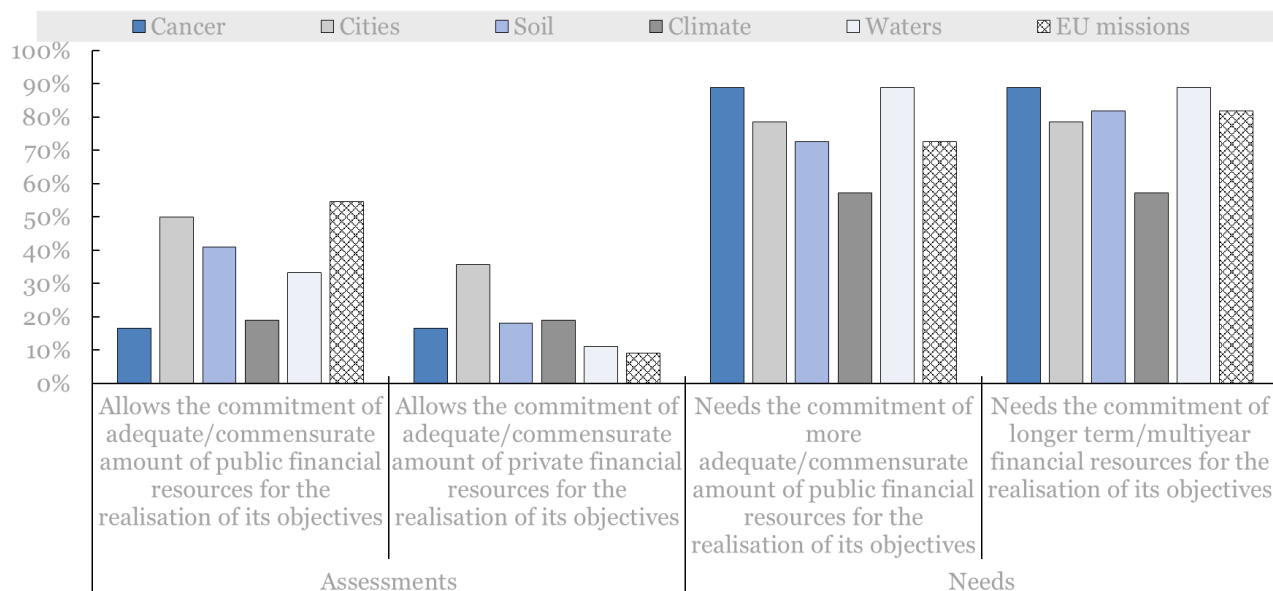 Cancer Cities Soil Climate Waters EU missions
100%
90%
80%
70%
60%
50%
40%
30%
20%
10%
0%
Allows the commitment of
adequate/commensurate
amount of public financial
resources for the
realisation of its objectives
Allows the commitment of
adequate/commensurate
amount of private financial
resources for the
realisation of its objectives
Needs the commitment of
more
adequate/commensurate
amount of public financial
resources for the
realisation of its objectives
Needs the commitment of
longer term/multiyear
financial resources for the
realisation of its objectives
Assessments
Needs